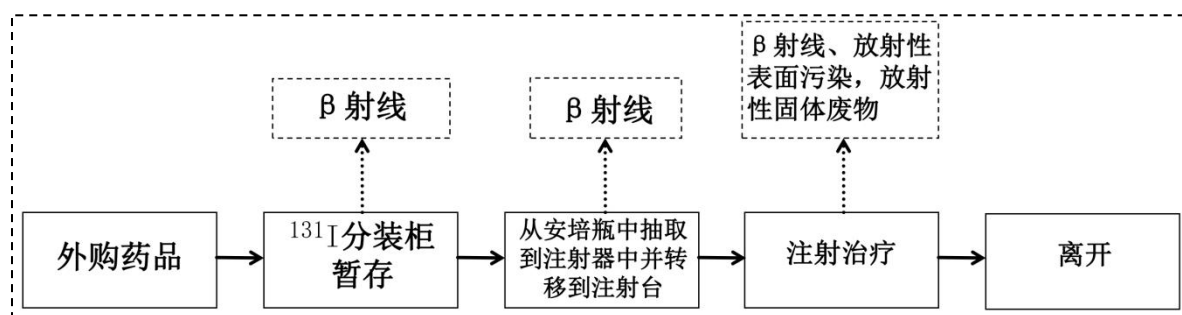 β射线
β射线
β射线、放射性
表面污染，放射
性固体废物
外购药品
¹³¹I分装柜
暂存
从安培瓶中抽取
到注射器中并转
移到注射台
注射治疗
离开